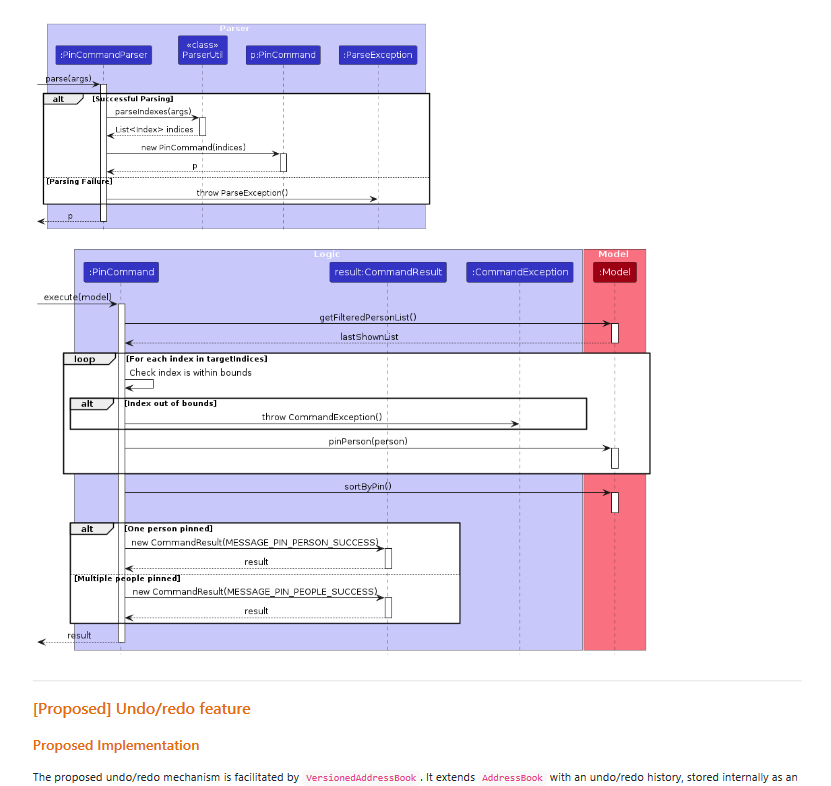 Parser
:PinCommandParser
«class»
ParserUtil
p:PinCommand
:ParseException
parse(args)
alt
[Successful Parsing]
parseIndexes(args)
List<Index> indices
new PinCommand(indices)
p
[Parsing Failure]
throw ParseException()
p
Logic
Model
:PinCommand
result:CommandResult
:CommandException
:Model
execute(model)
getFilteredPersonList()
lastShownList
loop
[For each index in targetIndices]
Check index is within bounds
alt
[Index out of bounds]
throw CommandException()
pinPerson(person)
sortByPin()
alt
[One person pinned]
new CommandResult(MESSAGE_PIN_PERSON_SUCCESS)
result
[Multiple people pinned]
new CommandResult(MESSAGE_PIN_PEOPLE_SUCCESS)
result
result
[Proposed] Undo/redo feature
Proposed Implementation
The proposed undo/redo mechanism is facilitated by VersionedAddressBook . It extends AddressBook with an undo/redo history, stored internally as an